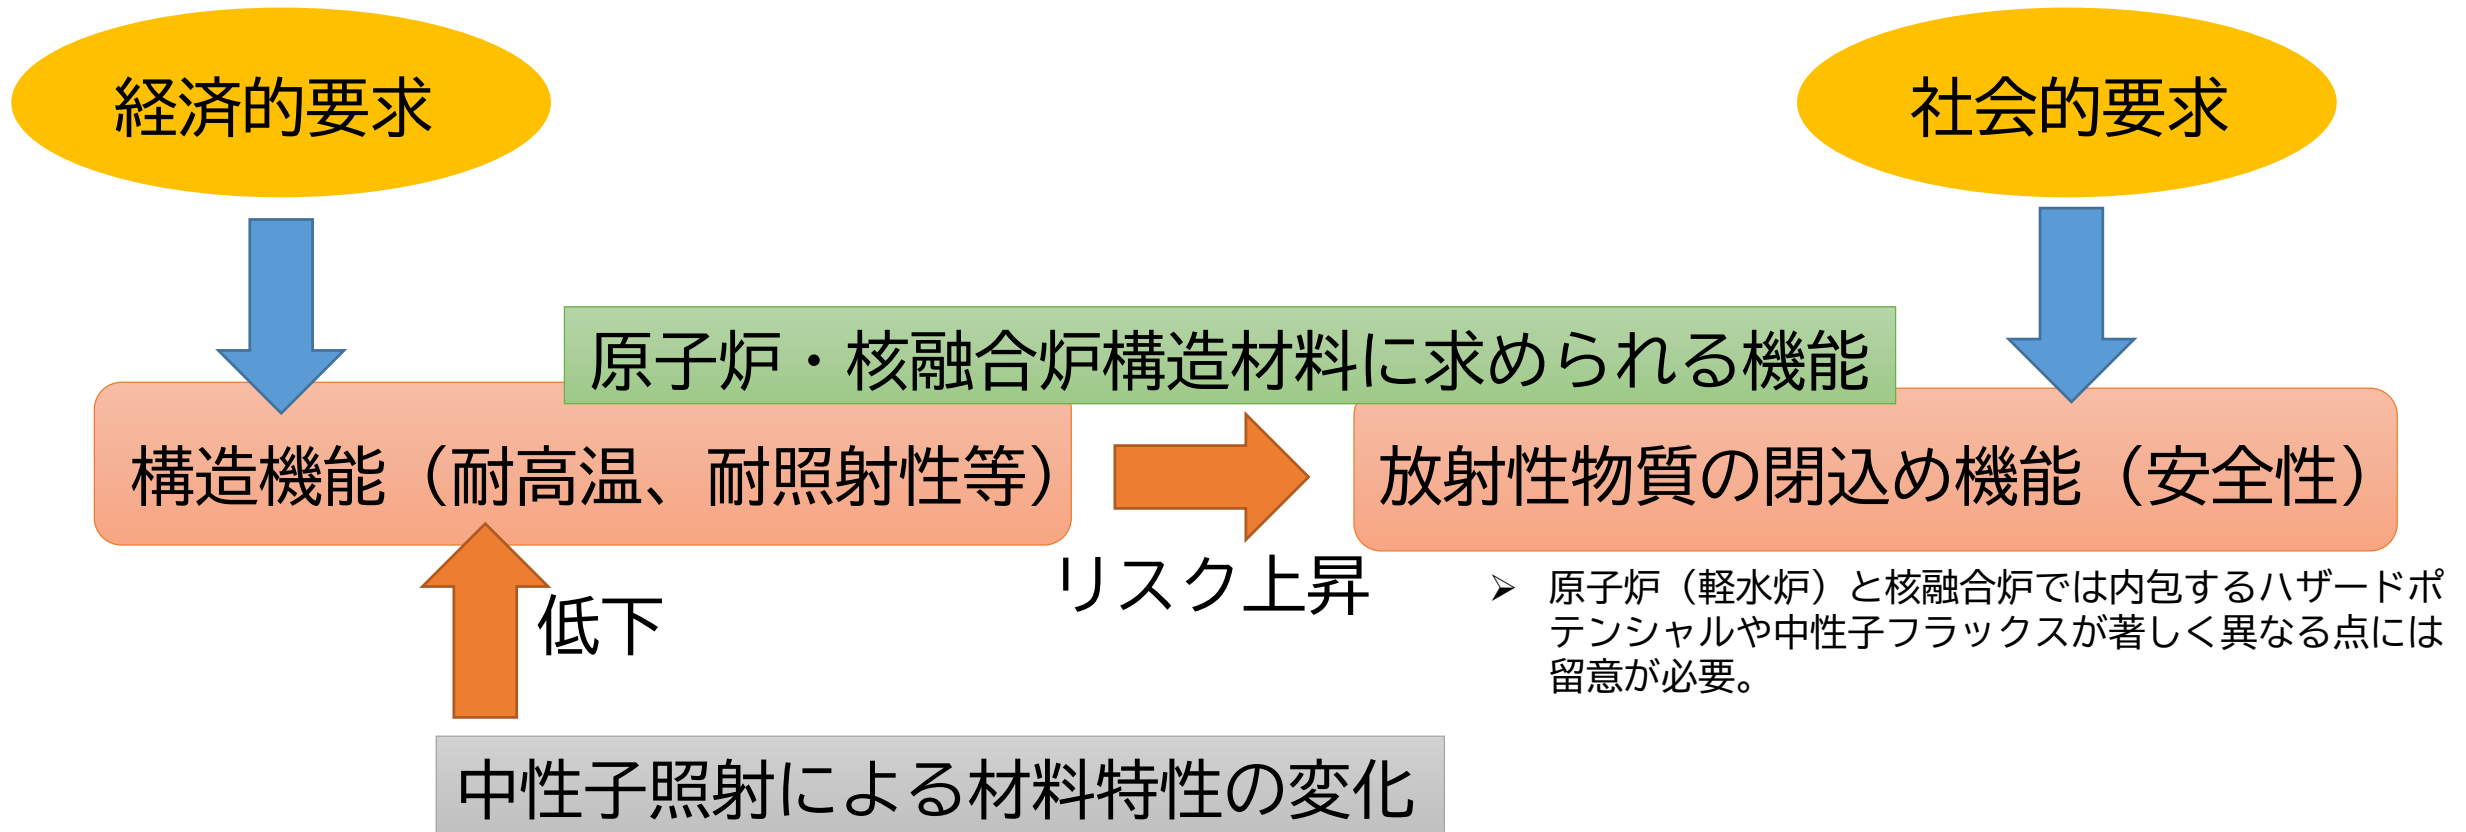 経済的要求
社会的要求
原子炉・核融合炉構造材料に求められる機能
構造機能（耐高温、耐照射性等）
放射性物質の閉込め機能（安全性）
リスク上昇
低下
➢ 原子炉（軽水炉）と核融合炉では内包するハザードポ
テンシャルや中性子フラックスが著しく異なる点には
留意が必要。
中性子照射による材料特性の変化